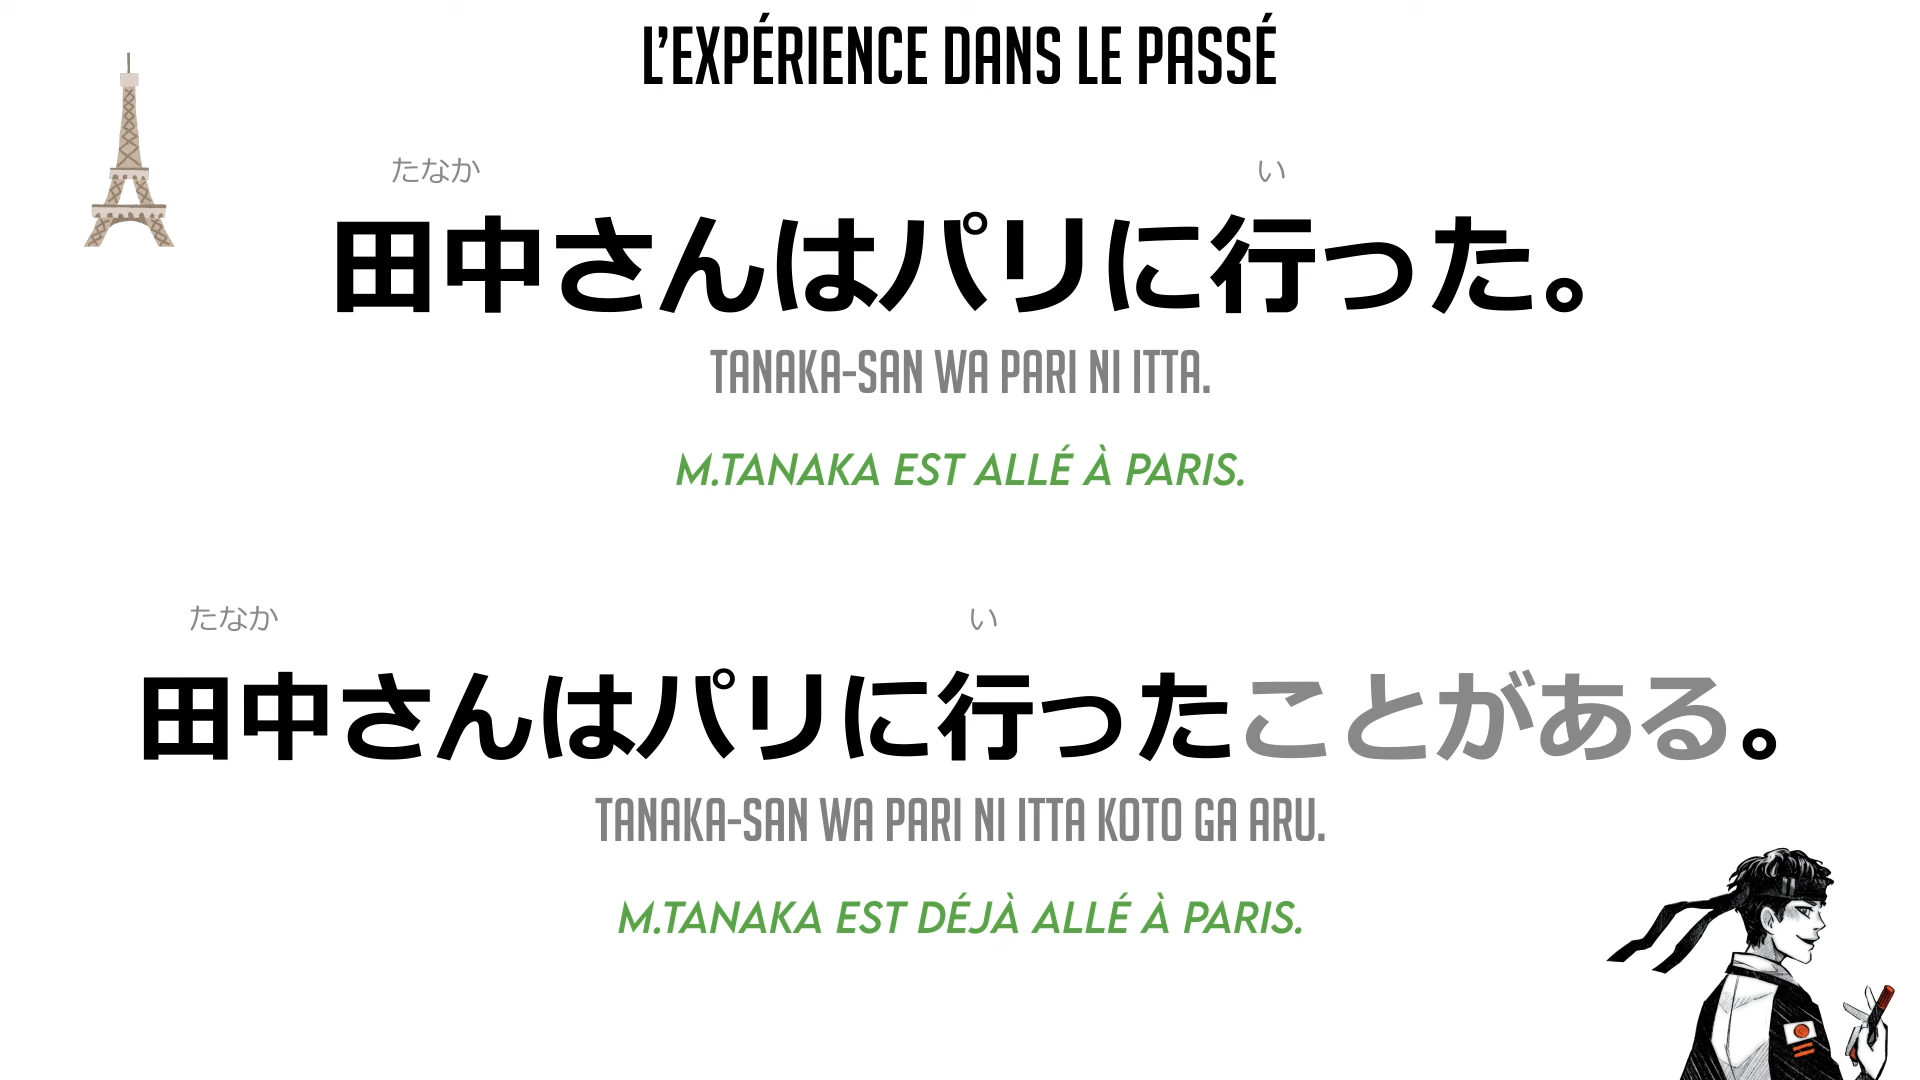 L'EXPÉRIENCE DANS LE PASSÉ
たなか い
田中さんはパリに行った。
TANAKA-SAN WA PARI NI ITTA.
M.TANAKA EST ALLÉ À PARIS.
たなか い
田中さんはパリに行ったことがある。
TANAKA-SAN WA PARI NI ITTA KOTO GA ARU.
M.TANAKA EST DÉJÀ ALLÉ À PARIS.